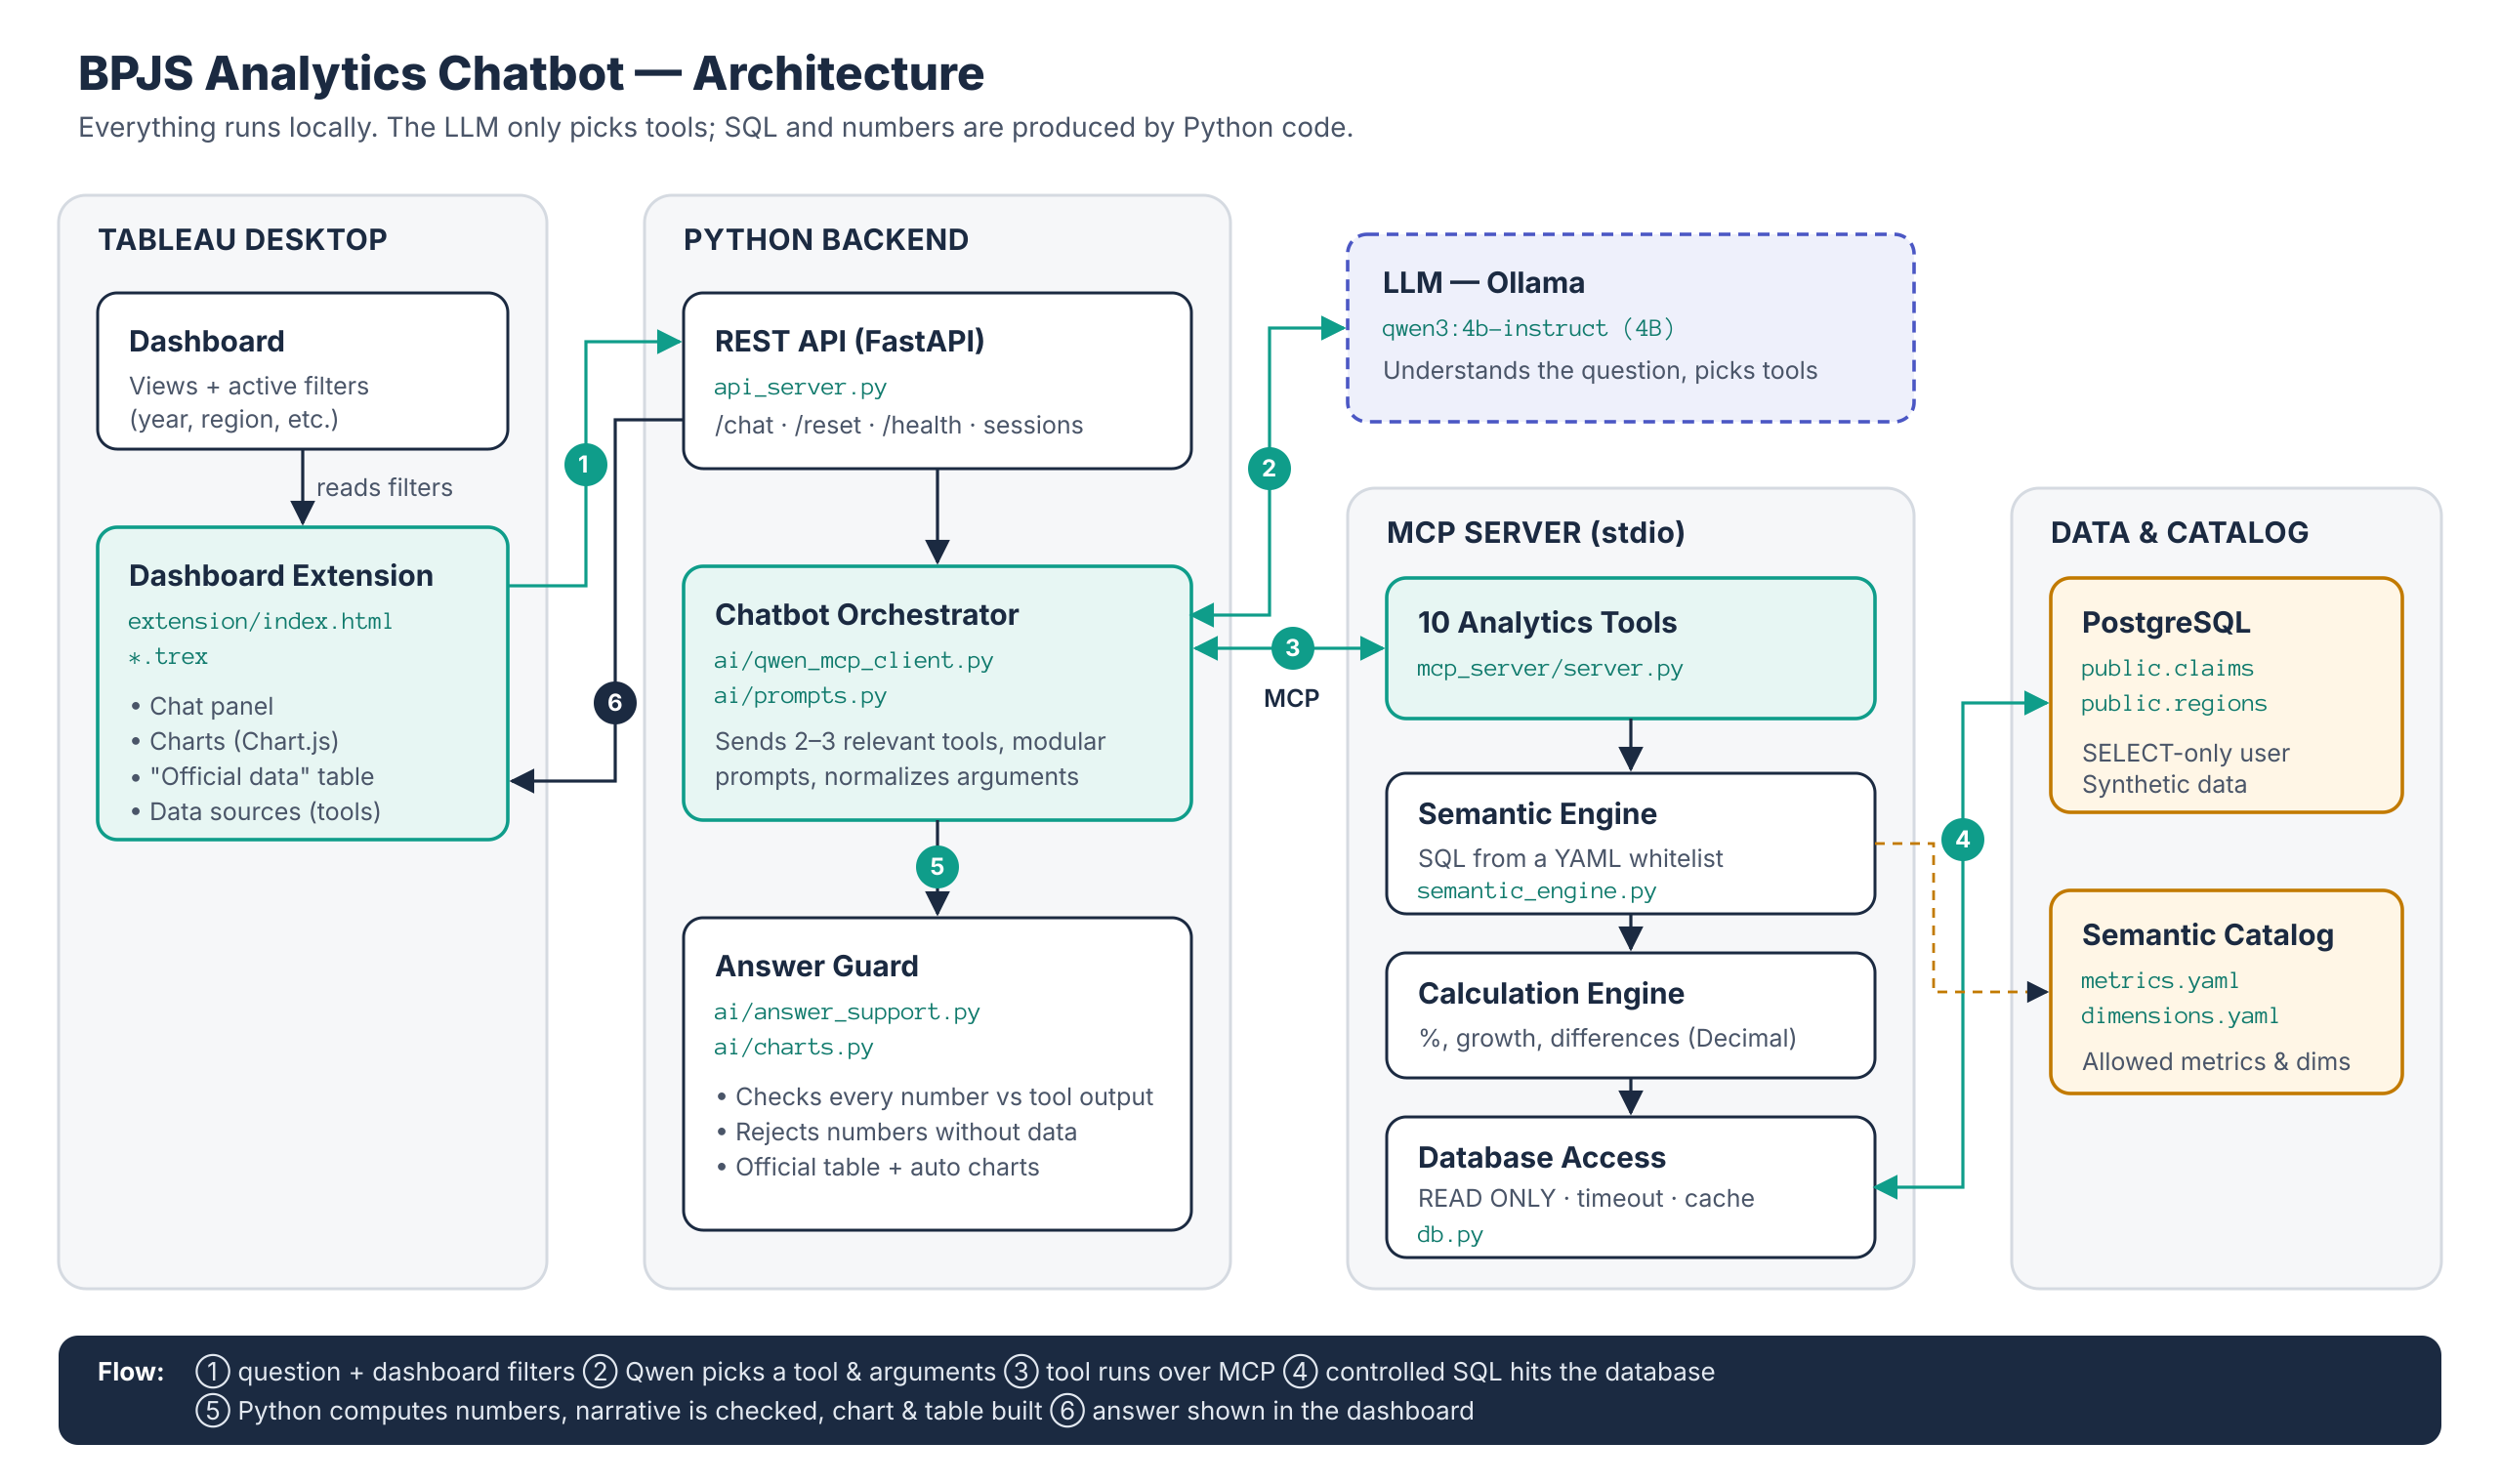 BPJS Analytics Chatbot — Architecture
Everything runs locally. The LLM only picks tools; SQL and numbers are produced by Python code.
TABLEAU DESKTOP
Dashboard
Views + active filters
(year, region, etc.)
reads filters
Dashboard Extension
extension/index.html
*.trex
• Chat panel
• Charts (Chart.js)
• "Official data" table
• Data sources (tools)
1
6
PYTHON BACKEND
REST API (FastAPI)
api_server.py
/chat · /reset · /health · sessions
Chatbot Orchestrator
ai/qwen_mcp_client.py
ai/prompts.py
Sends 2–3 relevant tools, modular
prompts, normalizes arguments
5
Answer Guard
ai/answer_support.py
ai/charts.py
• Checks every number vs tool output
• Rejects numbers without data
• Official table + auto charts
2
3
MCP
LLM — Ollama
qwen3:4b-instruct (4B)
Understands the question, picks tools
MCP SERVER (stdio)
10 Analytics Tools
mcp_server/server.py
Semantic Engine
SQL from a YAML whitelist
semantic_engine.py
Calculation Engine
%, growth, differences (Decimal)
Database Access
READ ONLY · timeout · cache
db.py
4
DATA & CATALOG
PostgreSQL
public.claims
public.regions
SELECT-only user
Synthetic data
Semantic Catalog
metrics.yaml
dimensions.yaml
Allowed metrics & dims
Flow: ① question + dashboard filters ② Qwen picks a tool & arguments ③ tool runs over MCP ④ controlled SQL hits the database
⑤ Python computes numbers, narrative is checked, chart & table built ⑥ answer shown in the dashboard